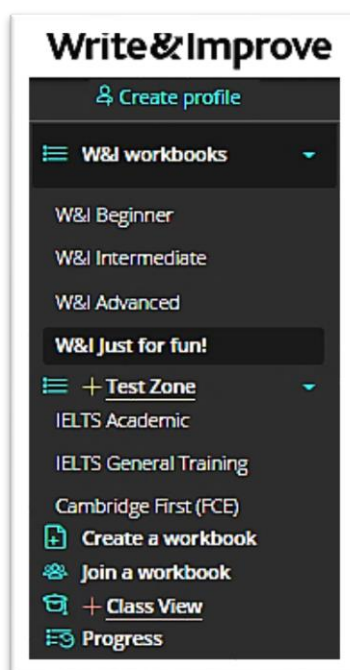 Write&Improve
Create profile
W&I workbooks
W&I Beginner
W&I Intermediate
W&I Advanced
W&I Just for fun!
+ Test Zone
IELTS Academic
IELTS General Training
Cambridge First (FCE)
Create a workbook
Join a workbook
+ Class View
Progress